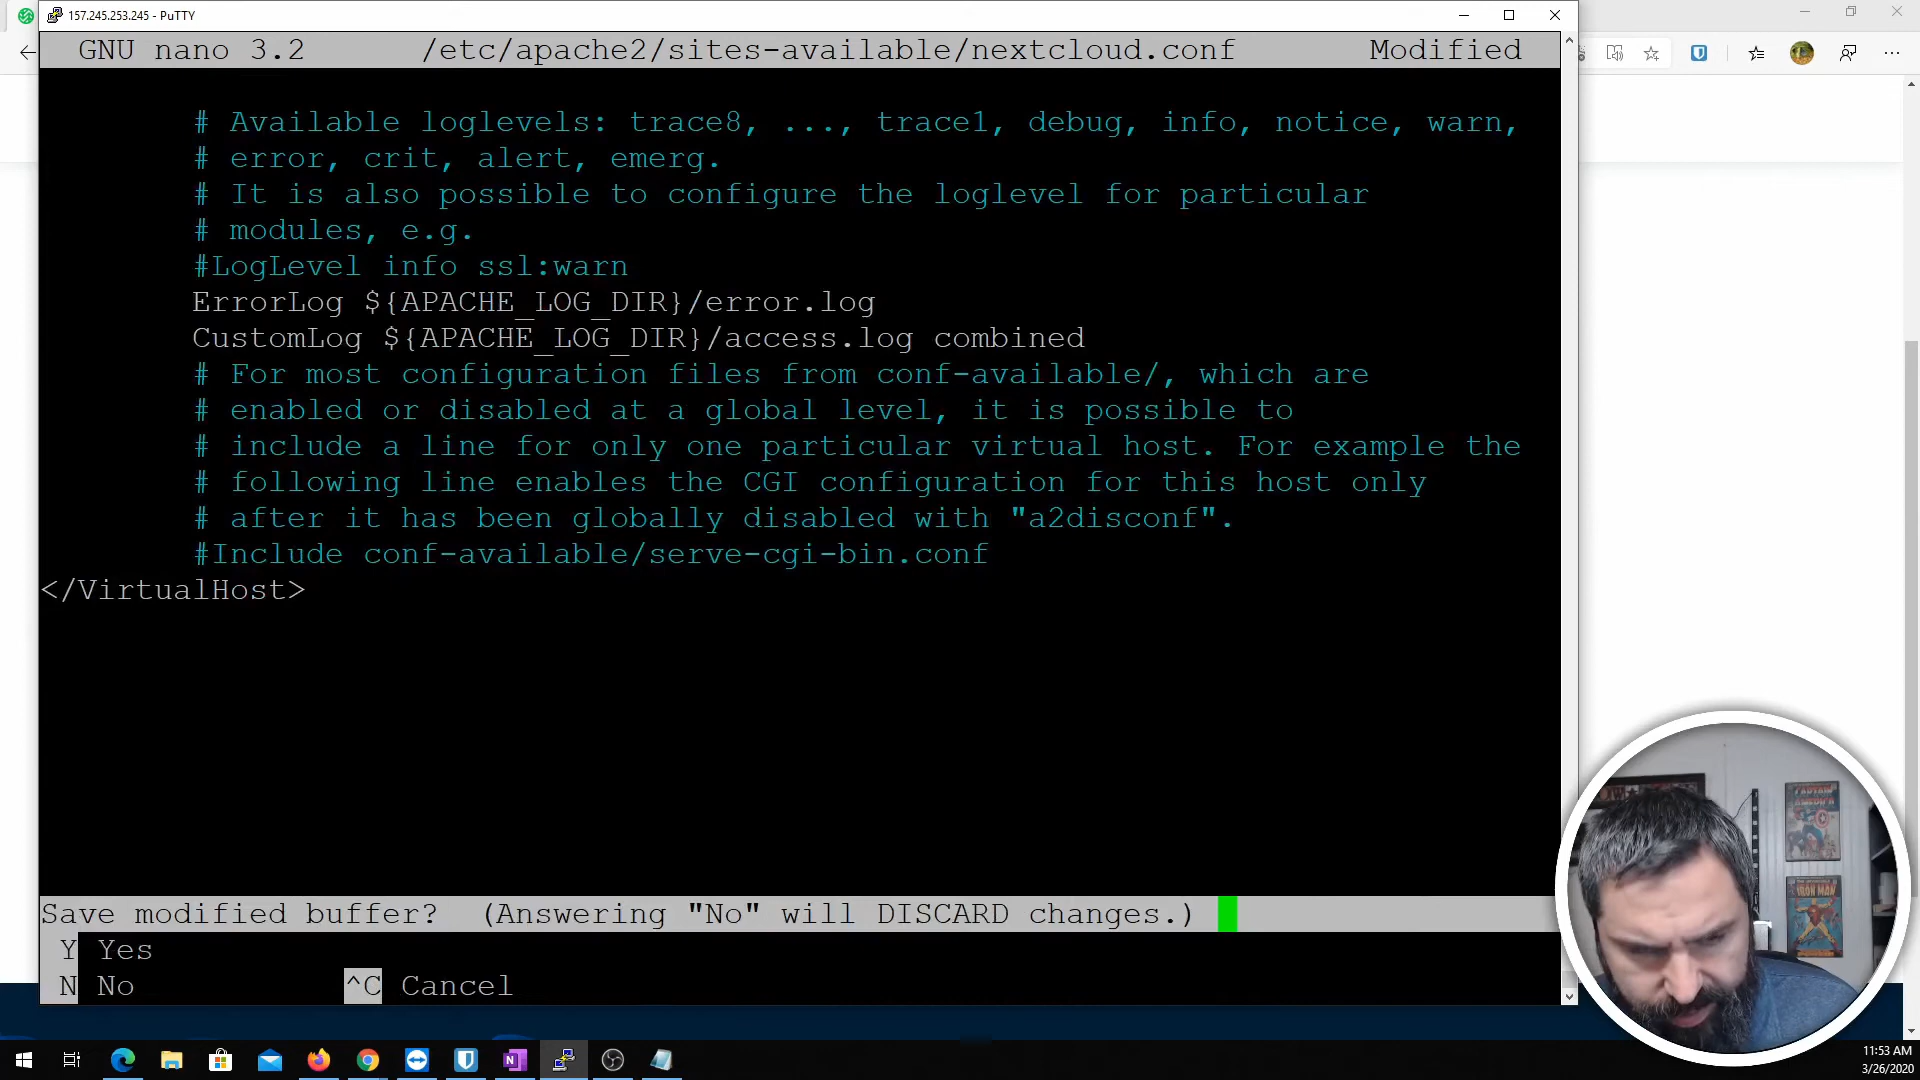 157.245.253.245 - PuTTY
GNU nano 3.2 /etc/apache2/sites-available/nextcloud.conf Modified
# Available loglevels: trace8, ..., trace1, debug, info, notice, warn,
# error, crit, alert, emerg.
# It is also possible to configure the loglevel for particular
# modules, e.g.
#LogLevel info ssl:warn
ErrorLog ${APACHE_LOG_DIR}/error.log
CustomLog ${APACHE_LOG_DIR}/access.log combined
# For most configuration files from conf-available/, which are
# enabled or disabled at a global level, it is possible to
# include a line for only one particular virtual host. For example the
# following line enables the CGI configuration for this host only
# after it has been globally disabled with "a2disconf".
#Include conf-available/serve-cgi-bin.conf
</VirtualHost>
Save modified buffer? (Answering "No" will DISCARD changes.)
Y Yes
N No ^C Cancel
CAPTAIN AMERICA
IRON MAN
11:53 AM
3/26/2020